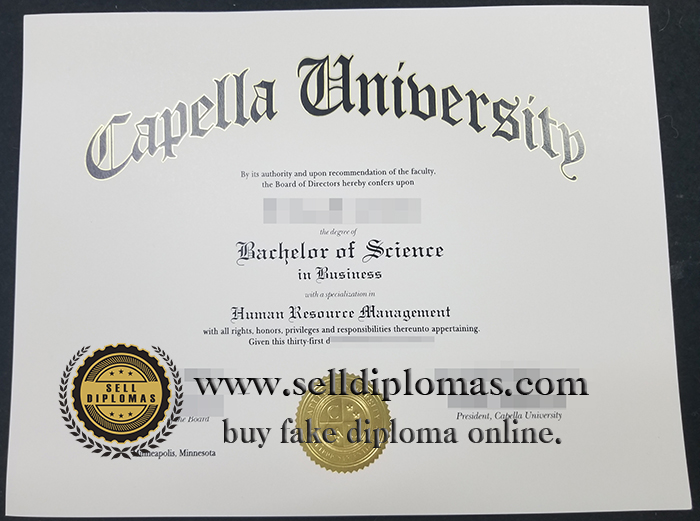 Capella University
By its authority and upon recommendation of the faculty,
the Board of Directors hereby confers upon
the degree of
Bachelor of Science
in Business
with a specialization in
Human Resource Management
with all rights, honors, privileges and responsibilities thereunto appertaining.
Given this thirty-first d
SELL
DIPLOMAS
www.selldiplomas.com
he Board
President, Capella University
buy fake diploma online.
Minneapolis, Minnesota